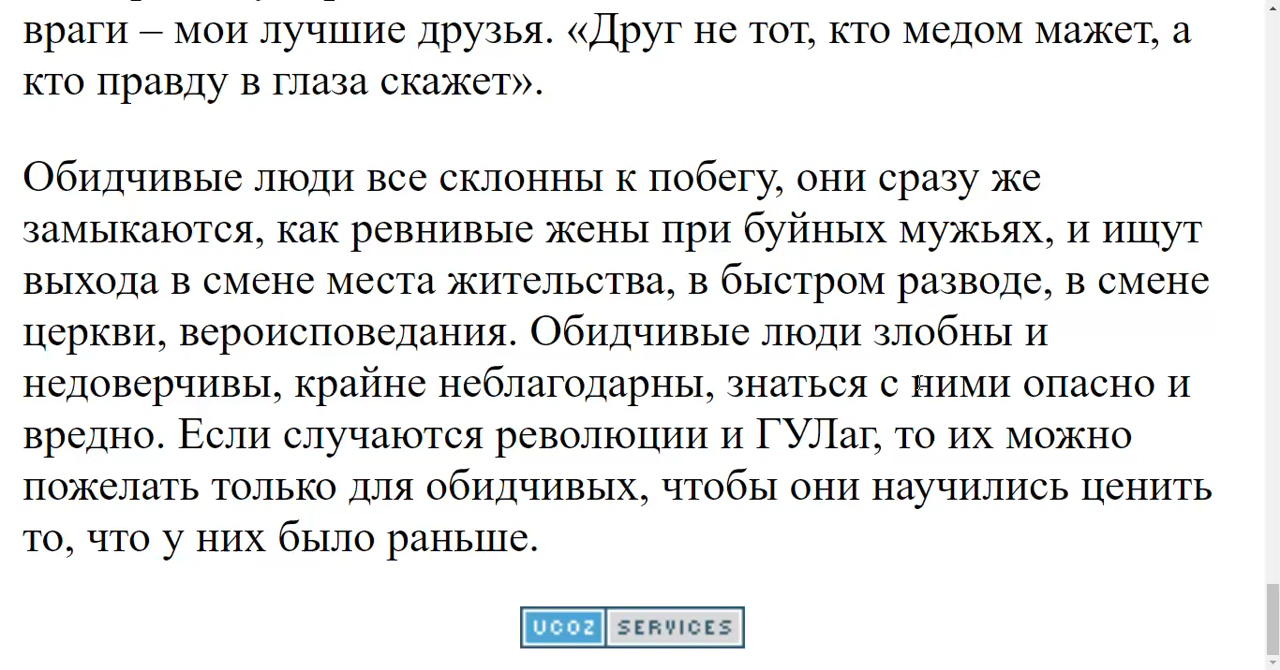 враги – мои лучшие друзья. «Друг не тот, кто медом мажет, а
кто правду в глаза скажет».
Обидчивые люди все склонны к побегу, они сразу же
замыкаются, как ревнивые жены при буйных мужьях, и ищут
выхода в смене места жительства, в быстром разводе, в смене
церкви, вероисповедания. Обидчивые люди злобны и
недоверчивы, крайне неблагодарны, знаться с ними опасно и
вредно. Если случаются революции и ГУЛаг, то их можно
пожелать только для обидчивых, чтобы они научились ценить
то, что у них было раньше.
UCOZ SERVICES